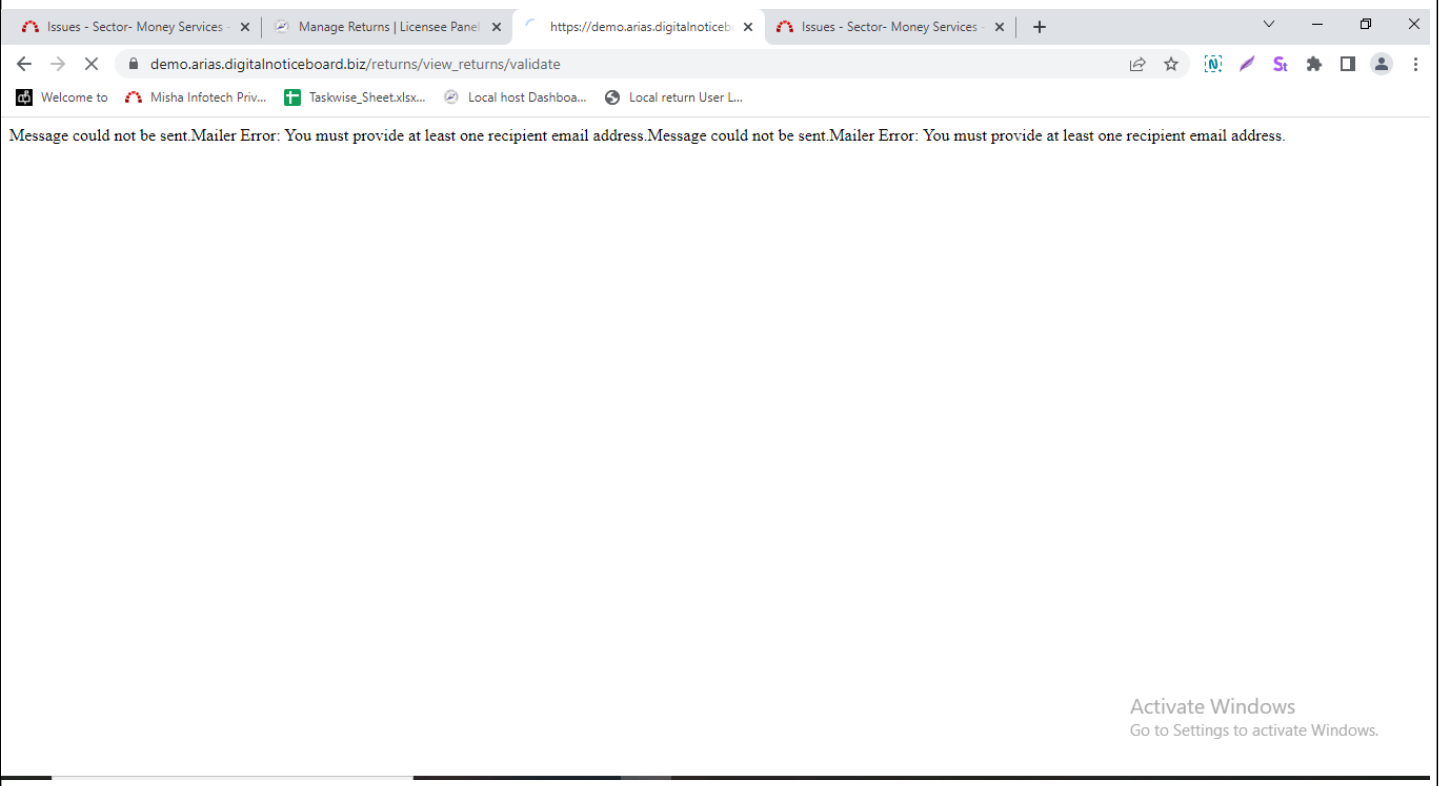 Issues - Sector- Money Services - Manage Returns | Licensee Panel https://demo.arias.digitalnoticeb Issues - Sector- Money Services -
demo.arias.digitalnoticeboard.biz/returns/view_returns/validate
Welcome to Misha Infotech Priv... Taskwise_Sheet.xlsx... Local host Dashboa... Local return User L...
Message could not be sent.Mailer Error: You must provide at least one recipient email address.Message could not be sent.Mailer Error: You must provide at least one recipient email address.
Activate Windows
Go to Settings to activate Windows.